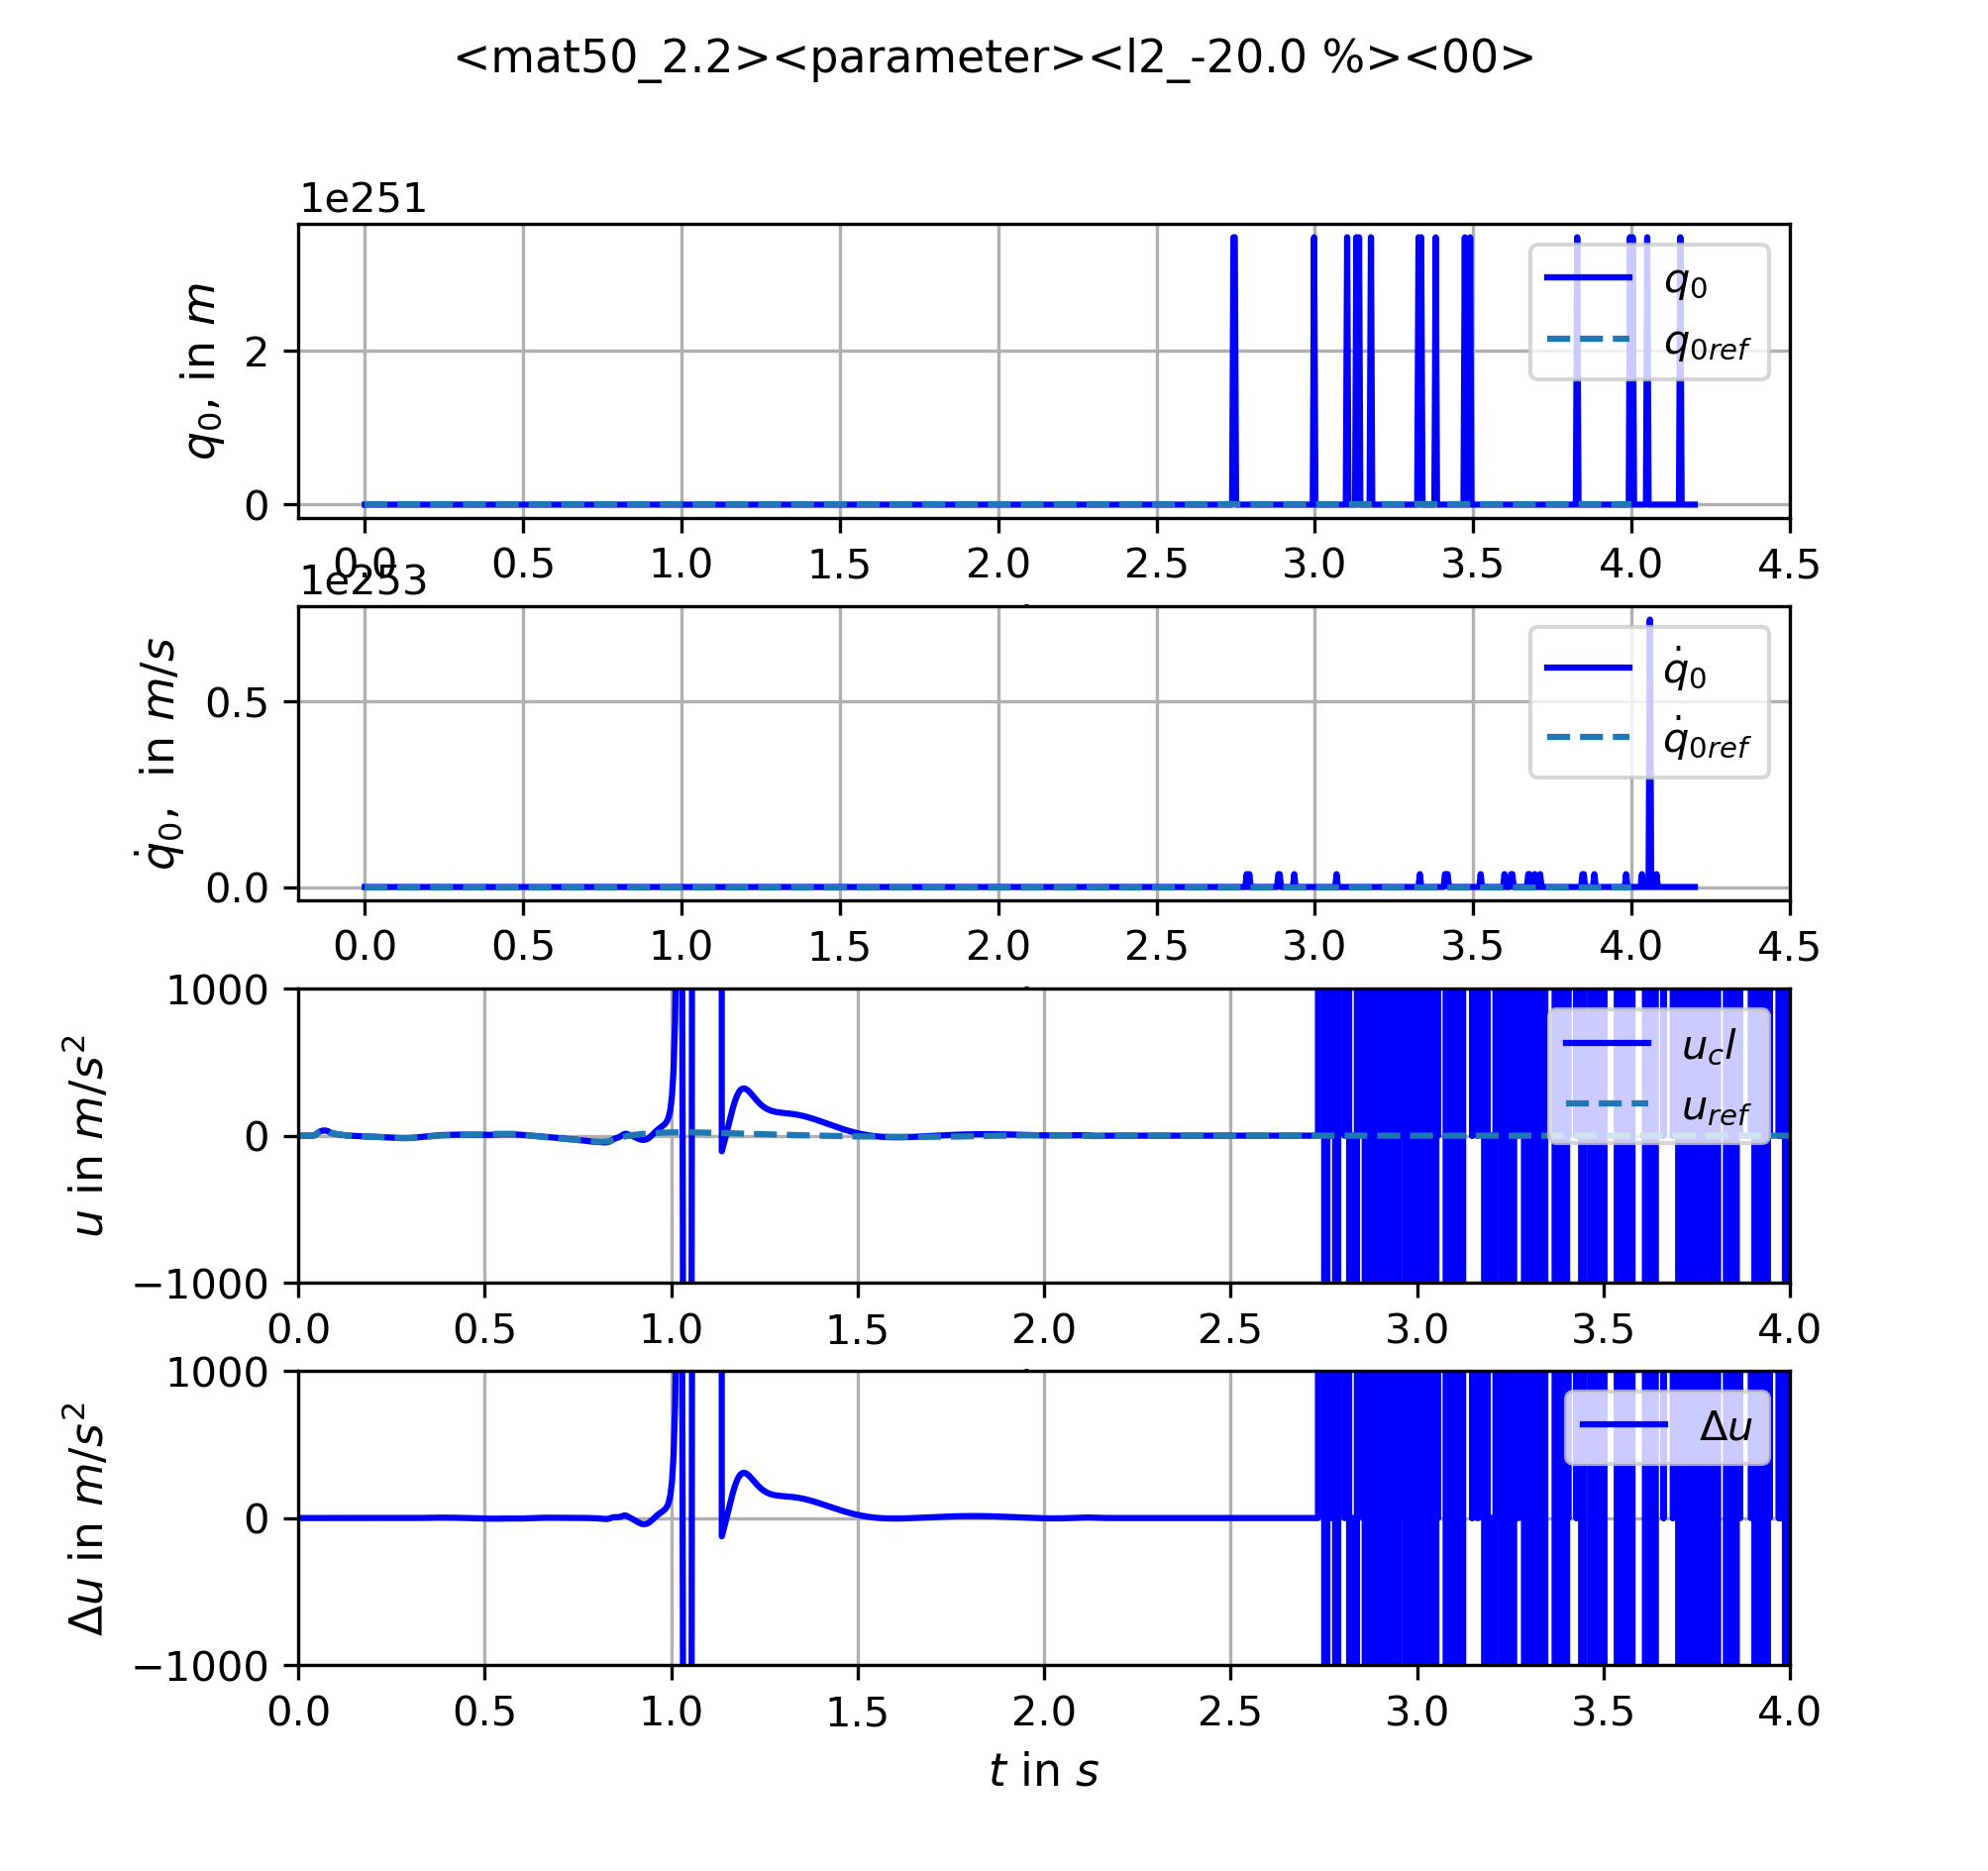 <mat50_2.2><parameter><l2_-20.0 %><00>
1e251
q₀, in m
2
0
q₀
q₀ref
0.0 0.5 1.0 1.5 2.0 2.5 3.0 3.5 4.0 4.5
1e253
q̇₀, in m/s
0.5
0.0
q̇₀
q̇₀ref
0.0 0.5 1.0 1.5 2.0 2.5 3.0 3.5 4.0 4.5
u in m/s²
1000
0
−1000
u_cl
u_ref
0.0 0.5 1.0 1.5 2.0 2.5 3.0 3.5 4.0
Δu in m/s²
1000
0
−1000
Δu
0.0 0.5 1.0 1.5 2.0 2.5 3.0 3.5 4.0
t in s